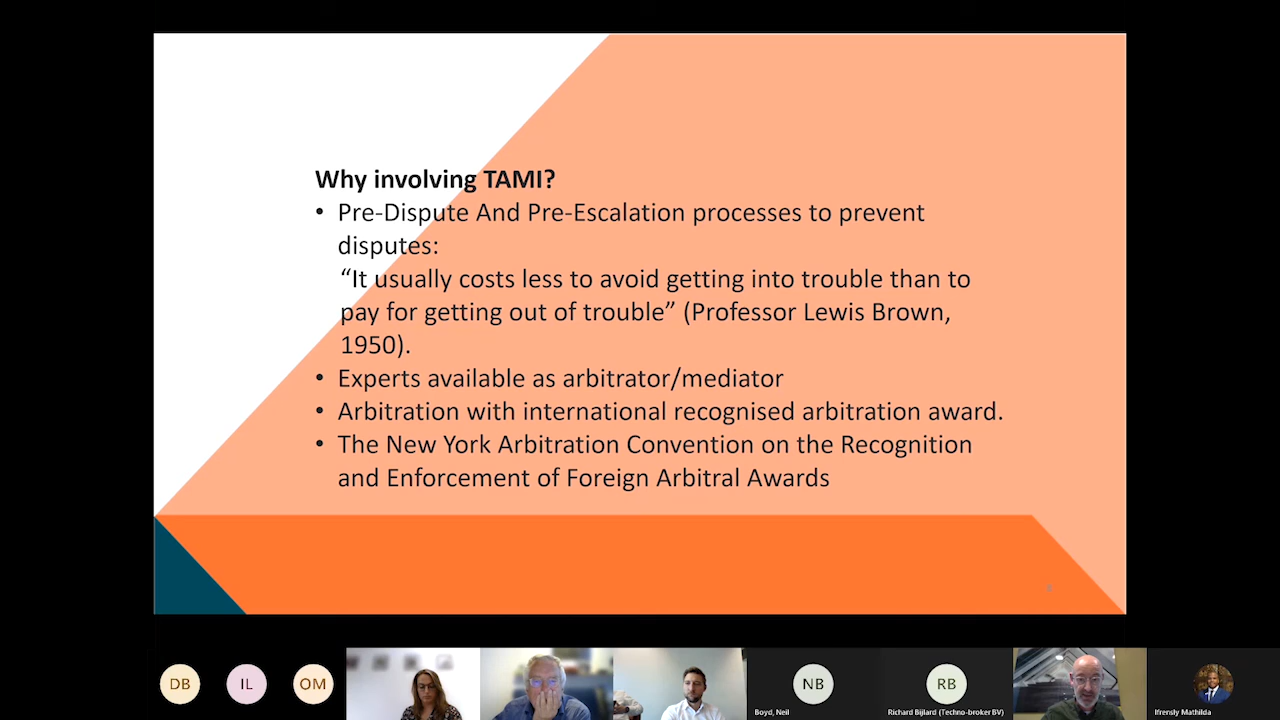 Why involving TAMI?
• Pre-Dispute And Pre-Escalation processes to prevent
disputes:
“It usually costs less to avoid getting into trouble than to
pay for getting out of trouble” (Professor Lewis Brown,
1950).
• Experts available as arbitrator/mediator
• Arbitration with international recognised arbitration award.
• The New York Arbitration Convention on the Recognition
and Enforcement of Foreign Arbitral Awards
DB
IL
OM
NB
RB
Boyd, Neil
Richard Bijlard (Techno-broker BV)
Ifrensly Mathilda